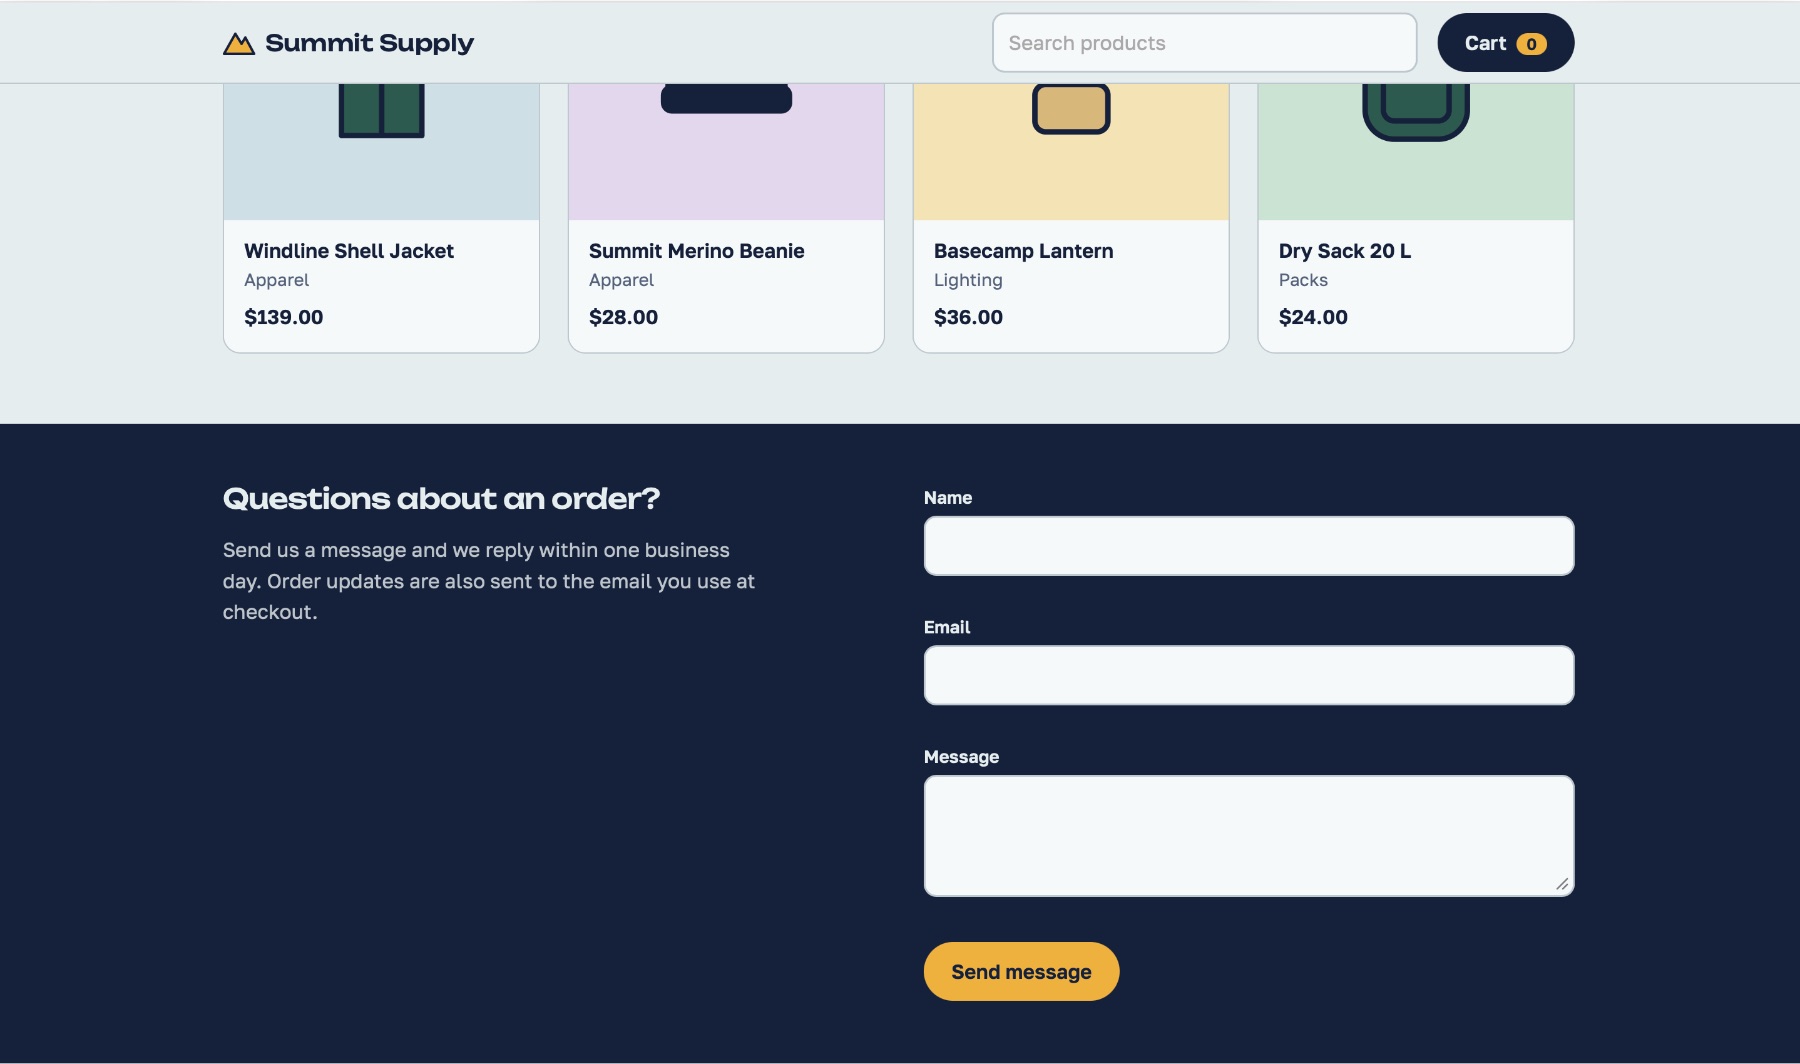 Summit Supply
Search products
Cart 0
Windline Shell Jacket
Apparel
$139.00
Summit Merino Beanie
Apparel
$28.00
Basecamp Lantern
Lighting
$36.00
Dry Sack 20 L
Packs
$24.00
Questions about an order?
Send us a message and we reply within one business
day. Order updates are also sent to the email you use at
checkout.
Name
Email
Message
Send message